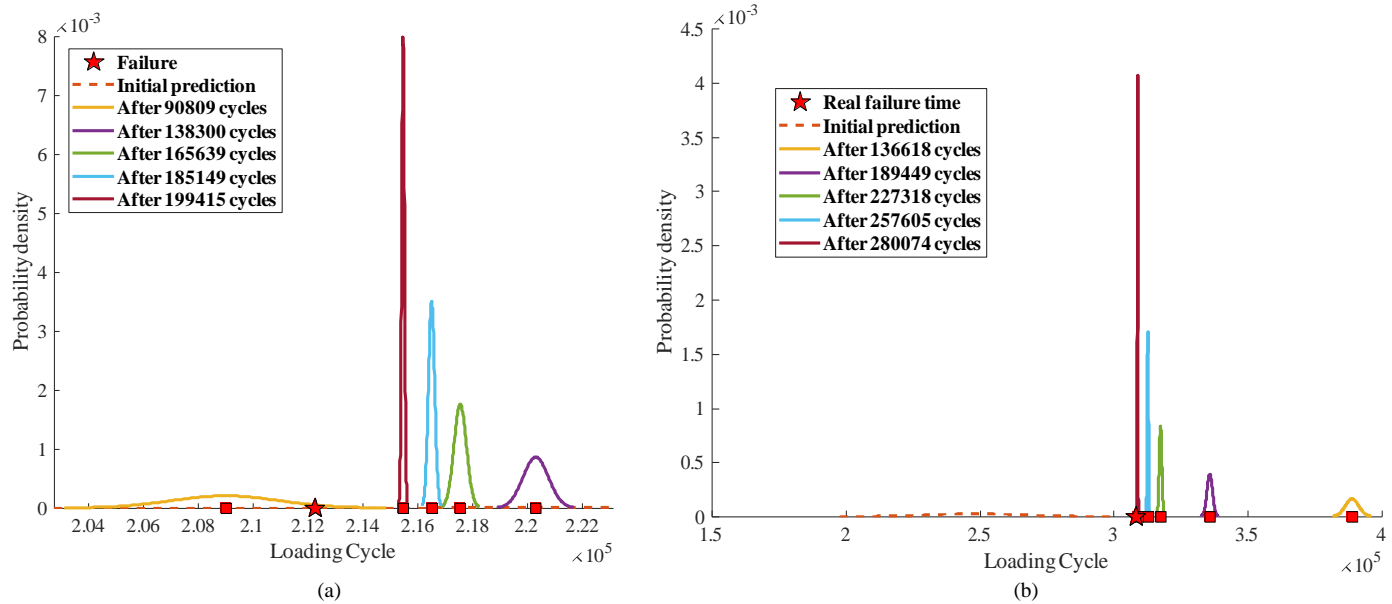 ×10⁻³
8
7
6
5
4
3
2
1
0
Probability density
Failure
Initial prediction
After 90809 cycles
After 138300 cycles
After 165639 cycles
After 185149 cycles
After 199415 cycles
2.04 2.06 2.08 2.1 2.12 2.14 2.16 2.18 2.2 2.22
Loading Cycle
×10⁵
(a)
×10⁻³
4.5
4
3.5
3
2.5
2
1.5
1
0.5
0
Probability density
Real failure time
Initial prediction
After 136618 cycles
After 189449 cycles
After 227318 cycles
After 257605 cycles
After 280074 cycles
1.5 2 2.5 3 3.5 4
Loading Cycle
×10⁵
(b)